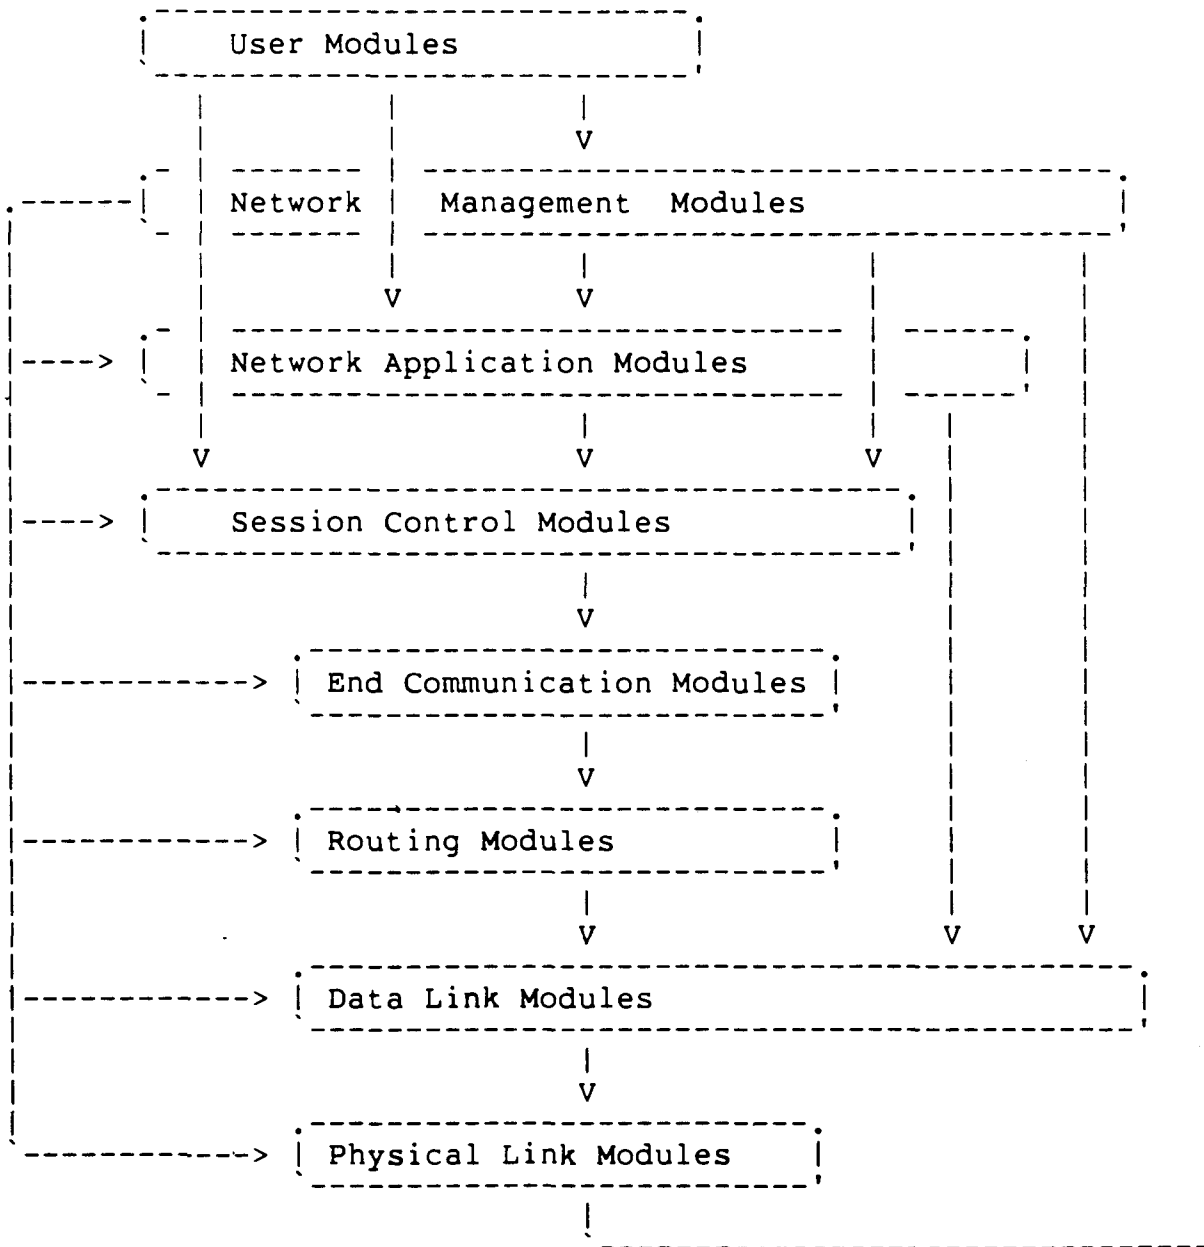 User Modules
Network Management Modules
Network Application Modules
Session Control Modules
End Communication Modules
Routing Modules
Data Link Modules
Physical Link Modules